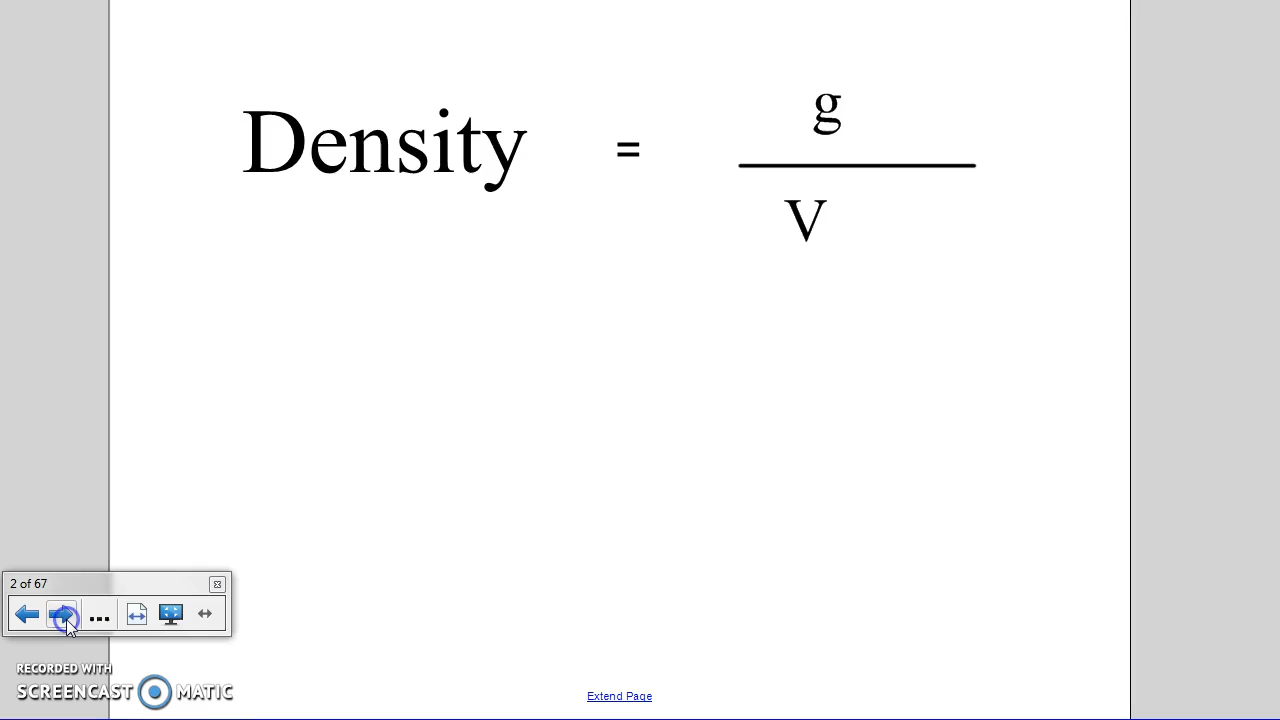 Density = g
V
2 of 67
...
RECORDED WITH
SCREENCAST MATIC
Extend Page